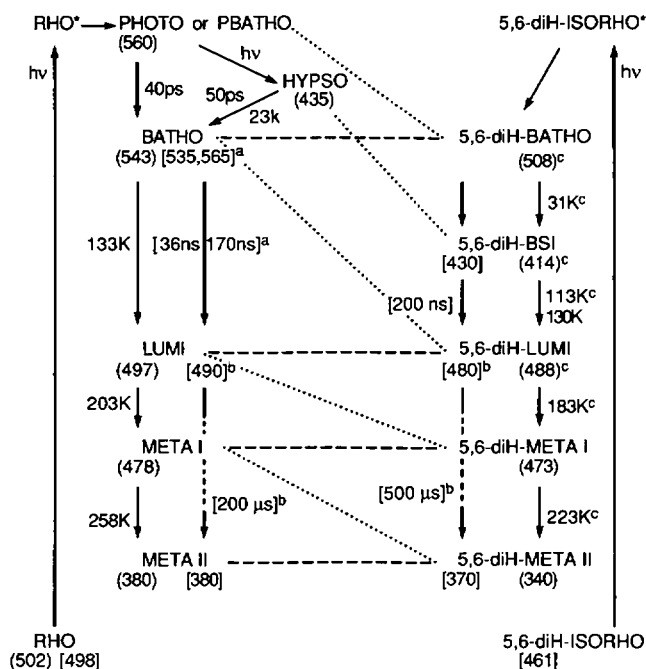 RHO* PHOTO or PBATHO 5,6-diH-ISORHO*
(560)
hν hν hν
HYPSO
(435)
40ps 50ps
23k
BATHO 5,6-diH-BATHO
(543) [535,565]ᵃ (508)ᶜ
31Kᶜ
133K [36ns 170ns]ᵃ 5,6-diH-BSI
[430] (414)ᶜ
[200 ns] 113Kᶜ
130K
LUMI 5,6-diH-LUMI
(497) [490]ᵇ [480]ᵇ (488)ᶜ
203K 183Kᶜ
META I 5,6-diH-META I
(478) (473)
258K [200 µs]ᵇ [500 µs]ᵇ 223Kᶜ
META II 5,6-diH-META II
(380) [380] [370] (340)
RHO 5,6-diH-ISORHO
(502) [498] [461]